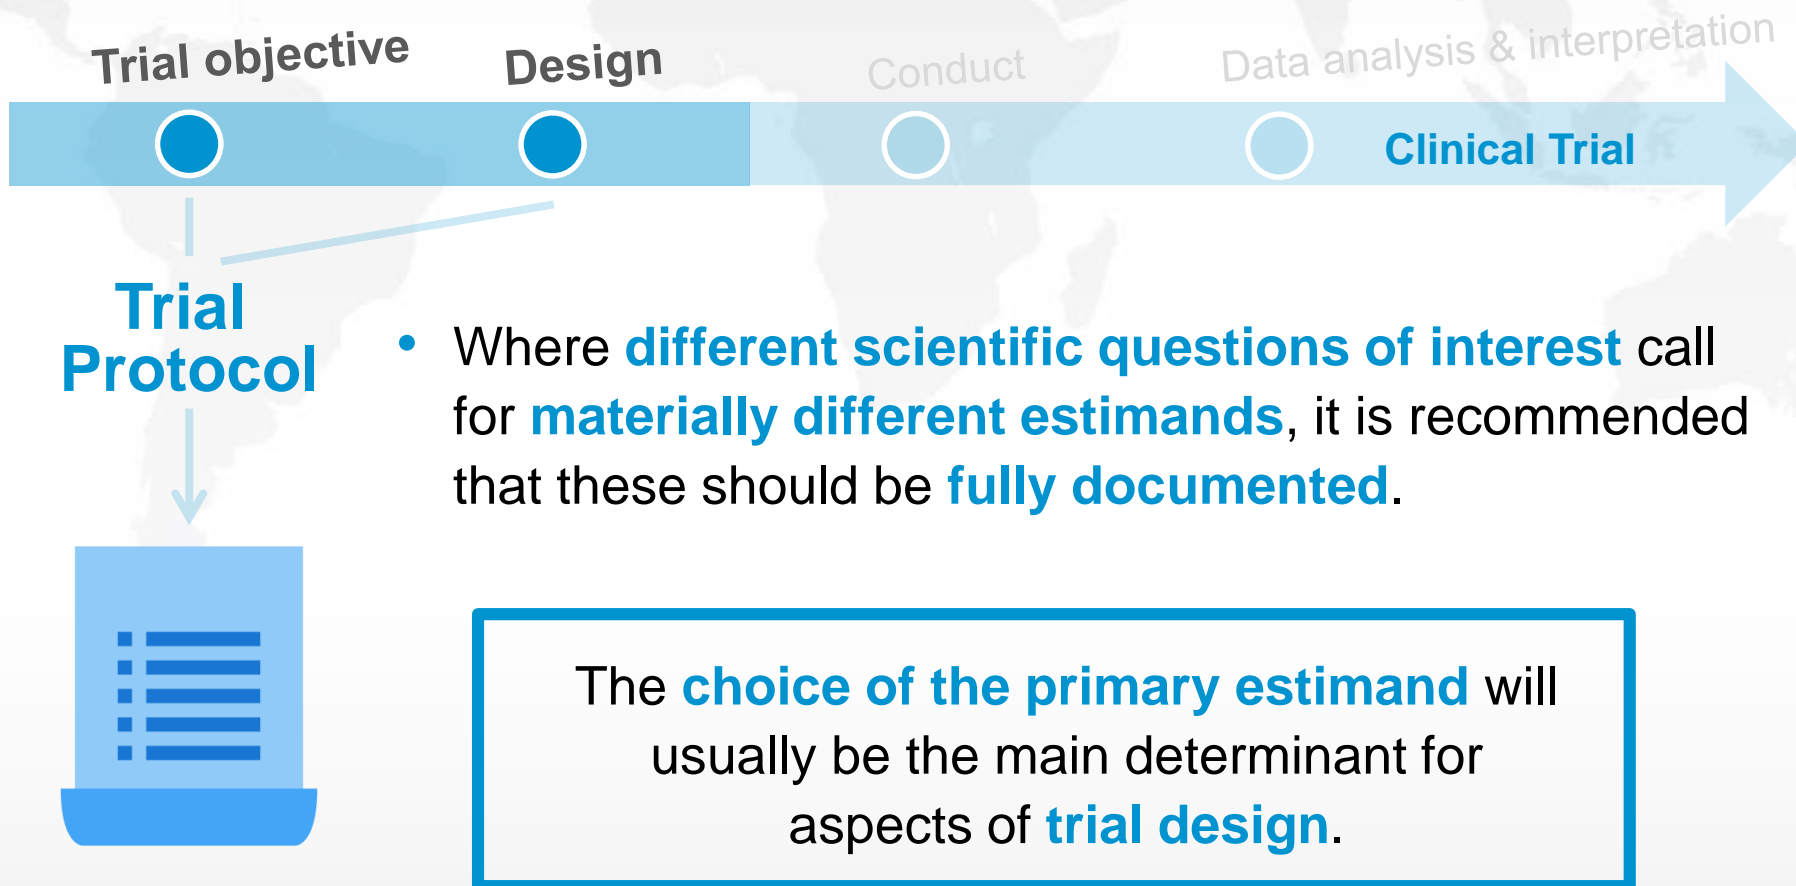 Trial objective
Design
Conduct
Data analysis & interpretation
Clinical Trial
Trial
Protocol
• Where different scientific questions of interest call
for materially different estimands, it is recommended
that these should be fully documented.
The choice of the primary estimand will
usually be the main determinant for
aspects of trial design.